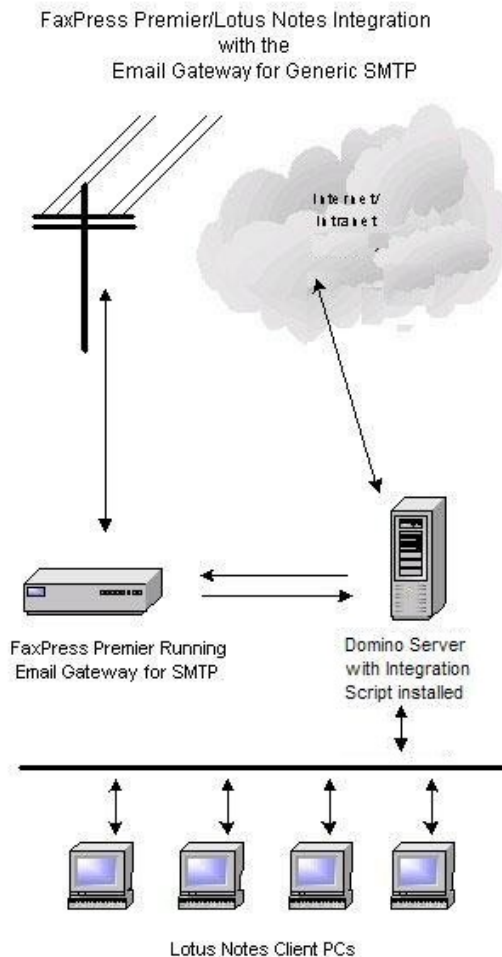 FaxPress Premier/Lotus Notes Integration
with the
Email Gateway for Generic SMTP
Internet/
Intranet
FaxPress Premier Running
Email Gateway for SMTP
Domino Server
with Integration
Script installed
Lotus Notes Client PCs